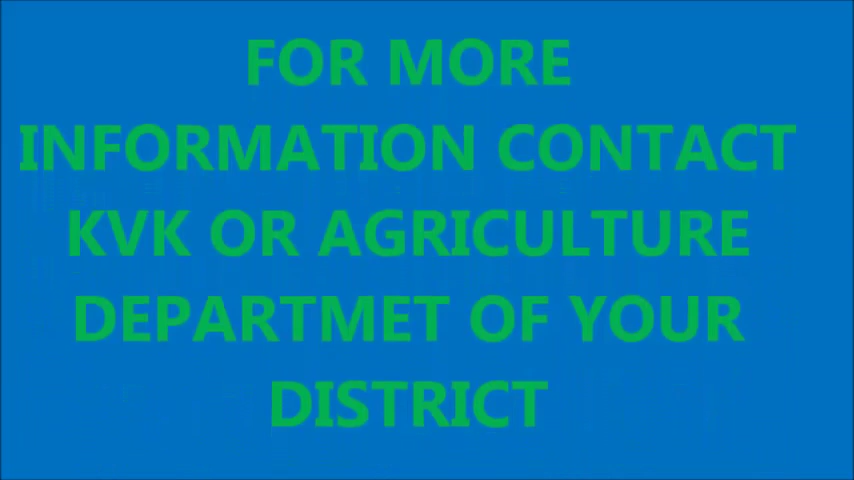 FOR MORE
INFORMATION CONTACT
KVK OR AGRICULTURE
DEPARTMET OF YOUR
DISTRICT